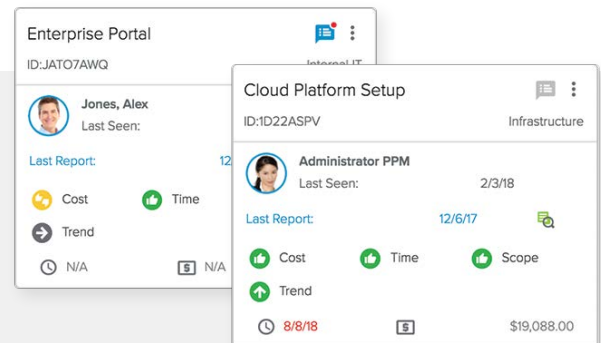 Enterprise Portal
ID:JATO7AWQ
Jones, Alex
Last Seen:
Last Report: 12
Cost Time
Trend
N/A N/A
Cloud Platform Setup
ID:1D22ASPV Infrastructure
Administrator PPM
Last Seen: 2/3/18
Last Report: 12/6/17
Cost Time Scope
Trend
8/8/18 $19,088.00